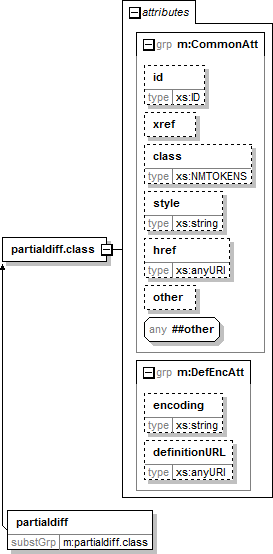 attributes
grp m:CommonAtt
id
type xs:ID
xref
class
type xs:NMTOKENS
style
type xs:string
href
type xs:anyURI
other
any ##other
partialdiff.class
grp m:DefEncAtt
encoding
type xs:string
definitionURL
type xs:anyURI
partialdiff
substGrp m:partialdiff.class